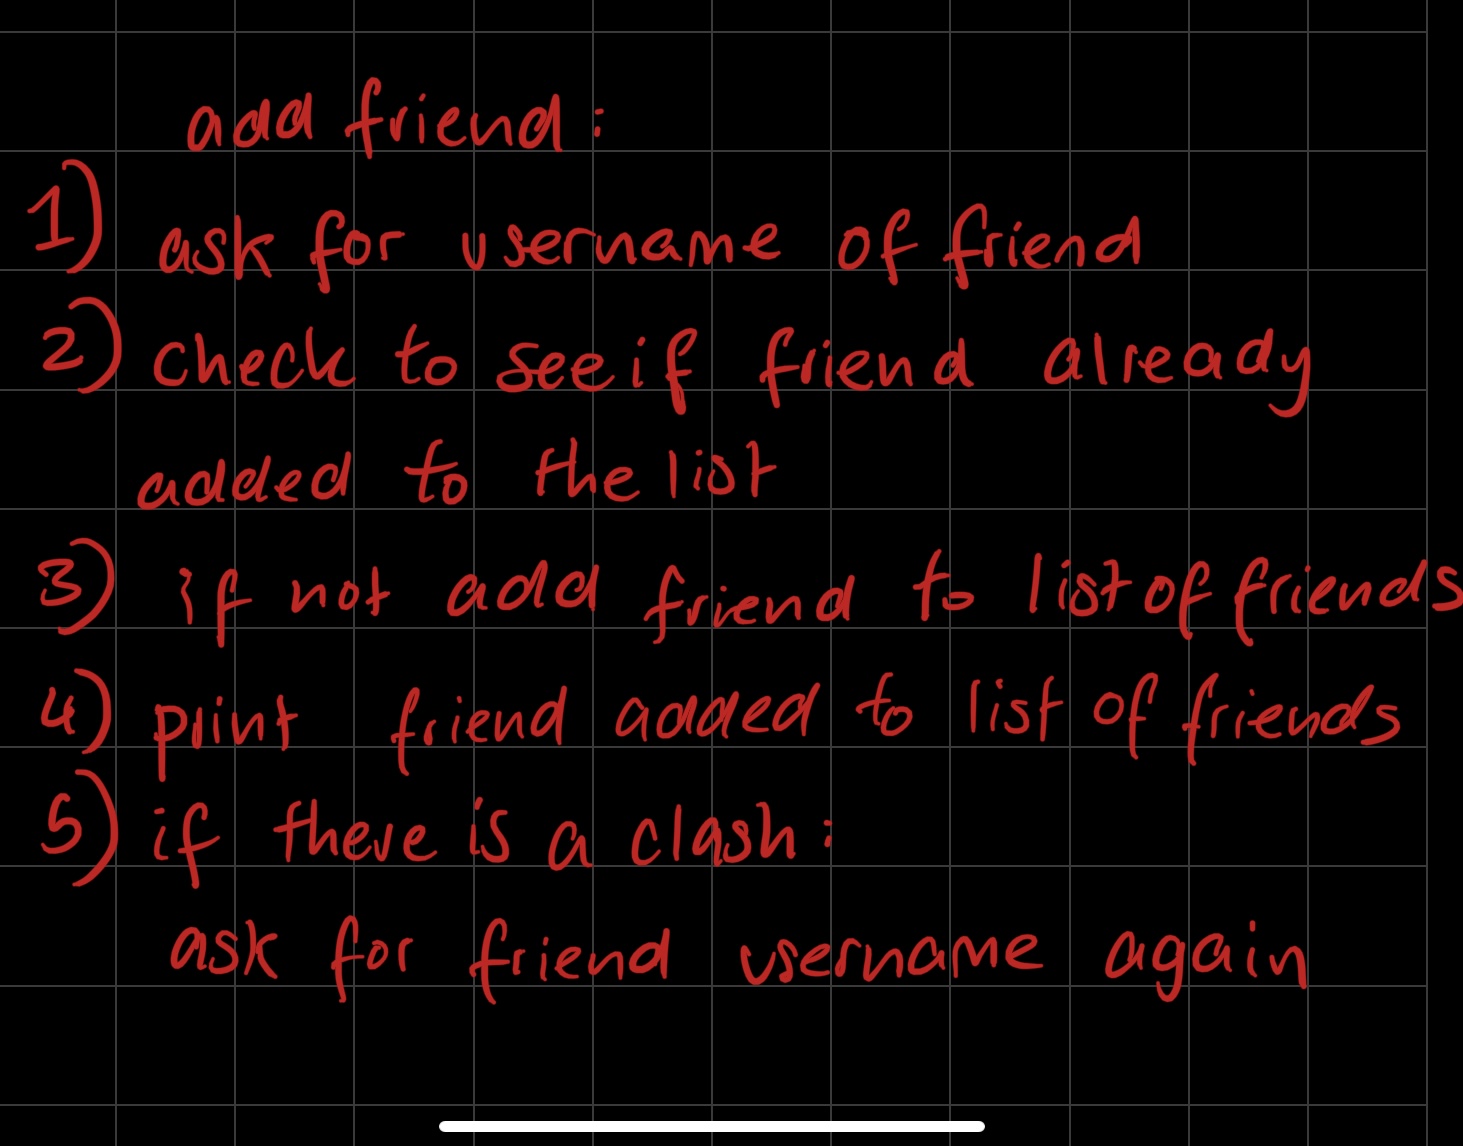 add friend:
1) ask for username of friend
2) check to see if friend already
added to the list
3) if not add friend to list of friends
4) print friend added to list of friends
5) if there is a clash:
ask for friend username again